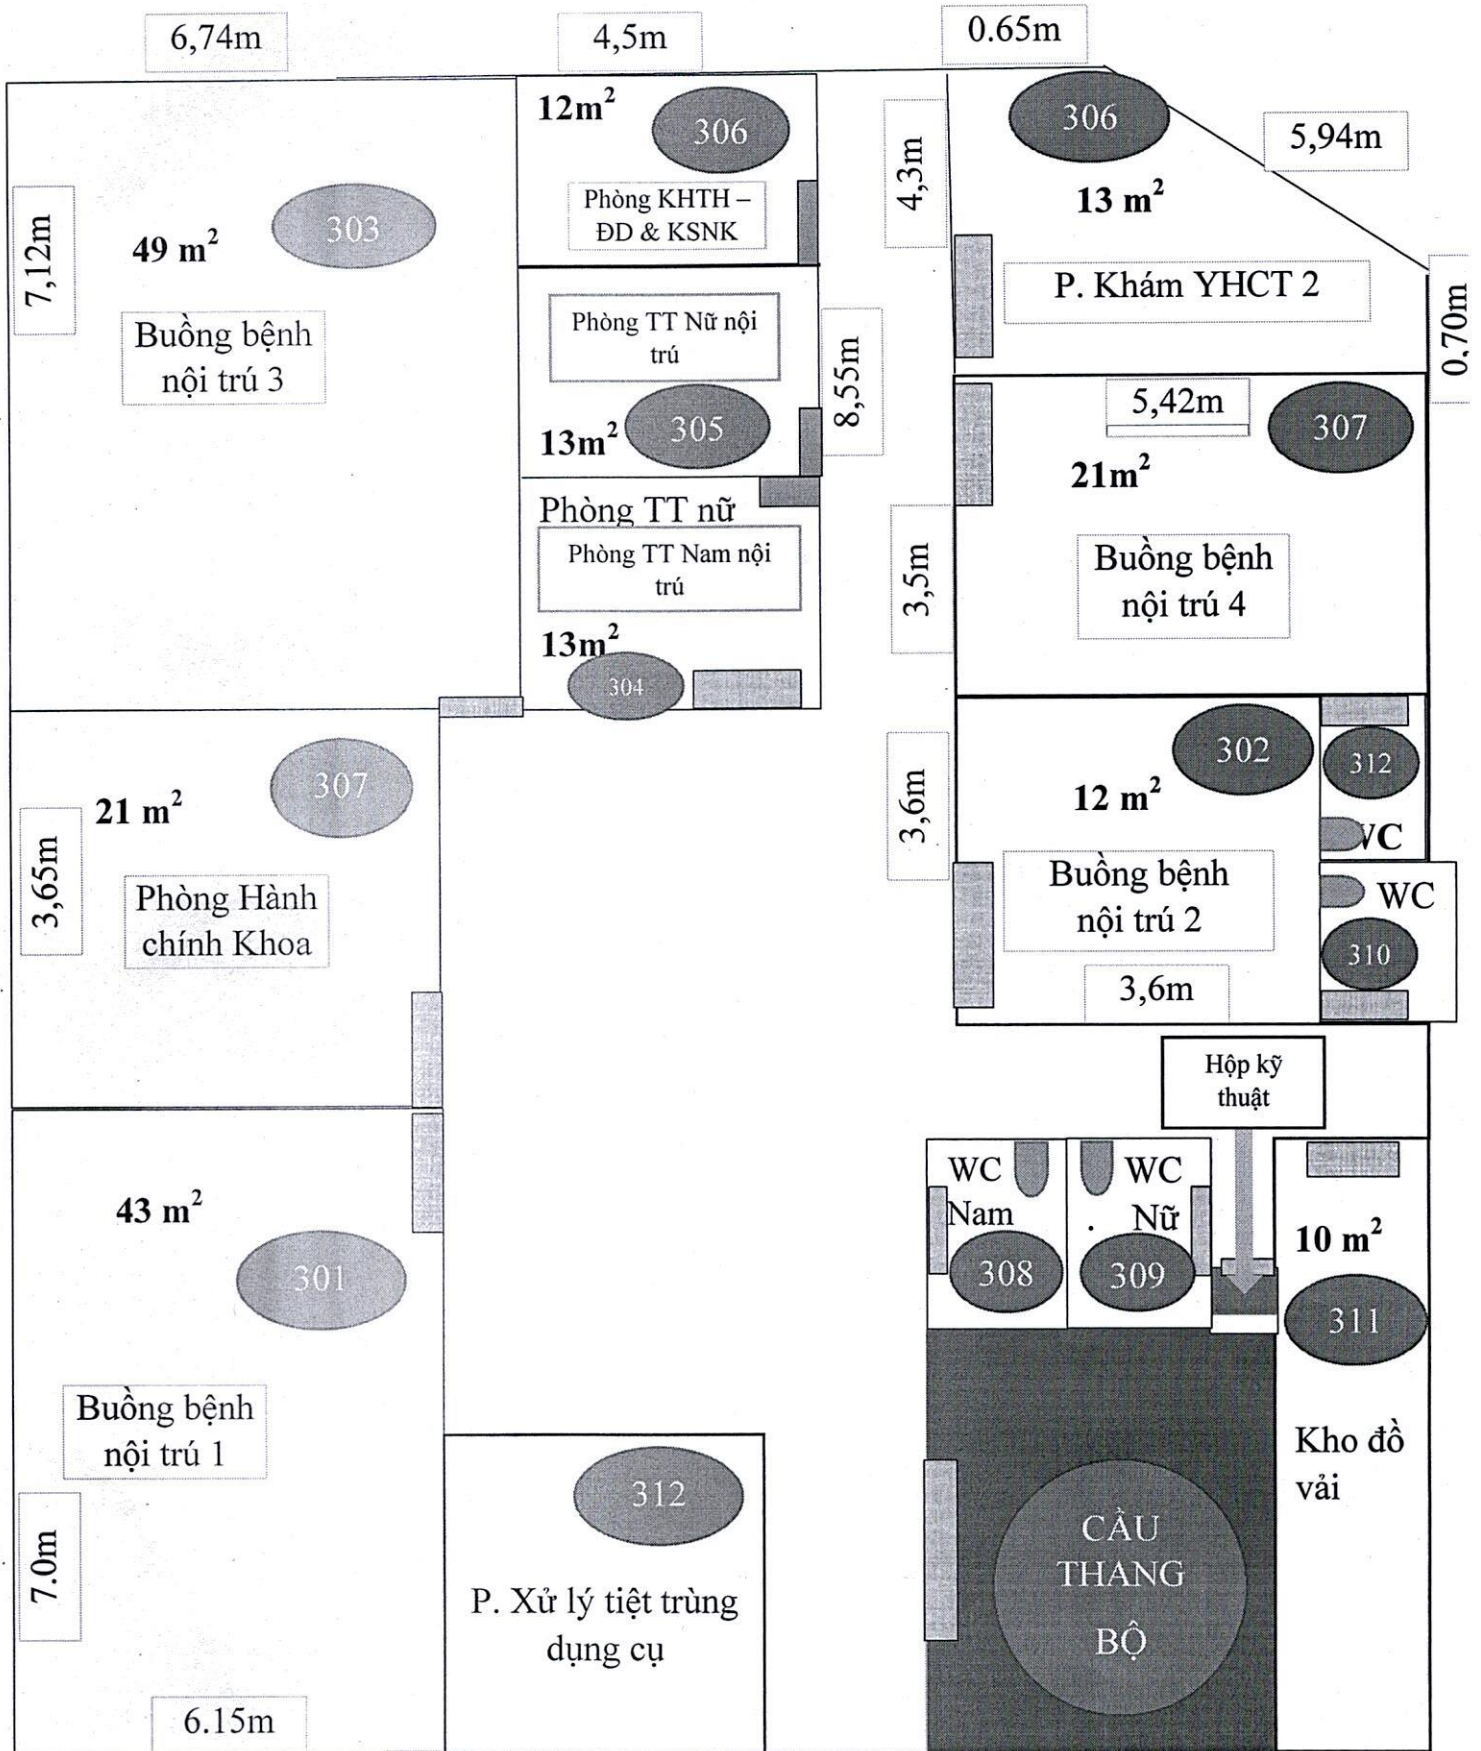 6,74m
4,5m
0.65m
12m²
306
Phòng KHTH –
ĐD & KSNK
306
5,94m
4,3m
13 m²
P. Khám YHCT 2
0,70m
7,12m
49 m²
303
Buồng bệnh
nội trú 3
Phòng TT Nữ nội
trú
13m²
305
8,55m
5,42m
307
21m²
Phòng TT nữ
Phòng TT Nam nội
trú
13m²
304
3,5m
Buồng bệnh
nội trú 4
307
21 m²
3,65m
Phòng Hành
chính Khoa
3,6m
302
12 m²
Buồng bệnh
nội trú 2
3,6m
312
WC
WC
310
Hộp kỹ
thuật
43 m²
301
Buồng bệnh
nội trú 1
7.0m
6.15m
312
P. Xử lý tiệt trùng
dụng cụ
WC
Nam
308
WC
. Nữ
309
10 m²
311
Kho đồ
vải
CẦU
THANG
BỘ